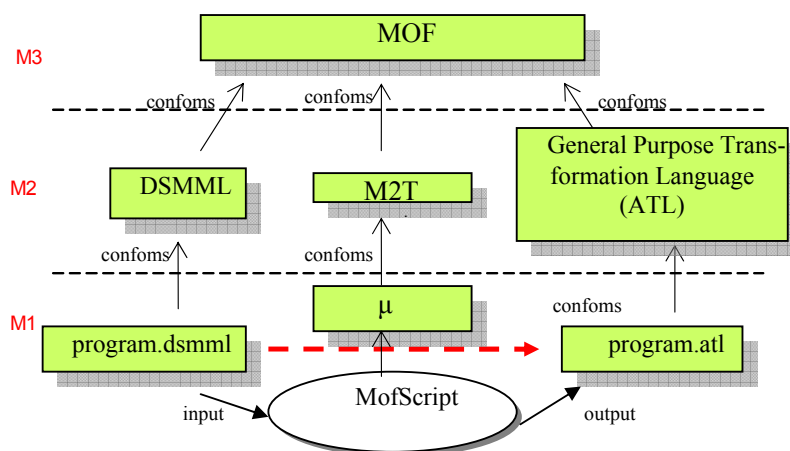 MOF
M3
confoms
confoms
confoms
General Purpose Trans-
formation Language
(ATL)
M2
DSMML
M2T
confoms
confoms
confoms
M1
μ
program.dsmml
program.atl
MofScript
input
output